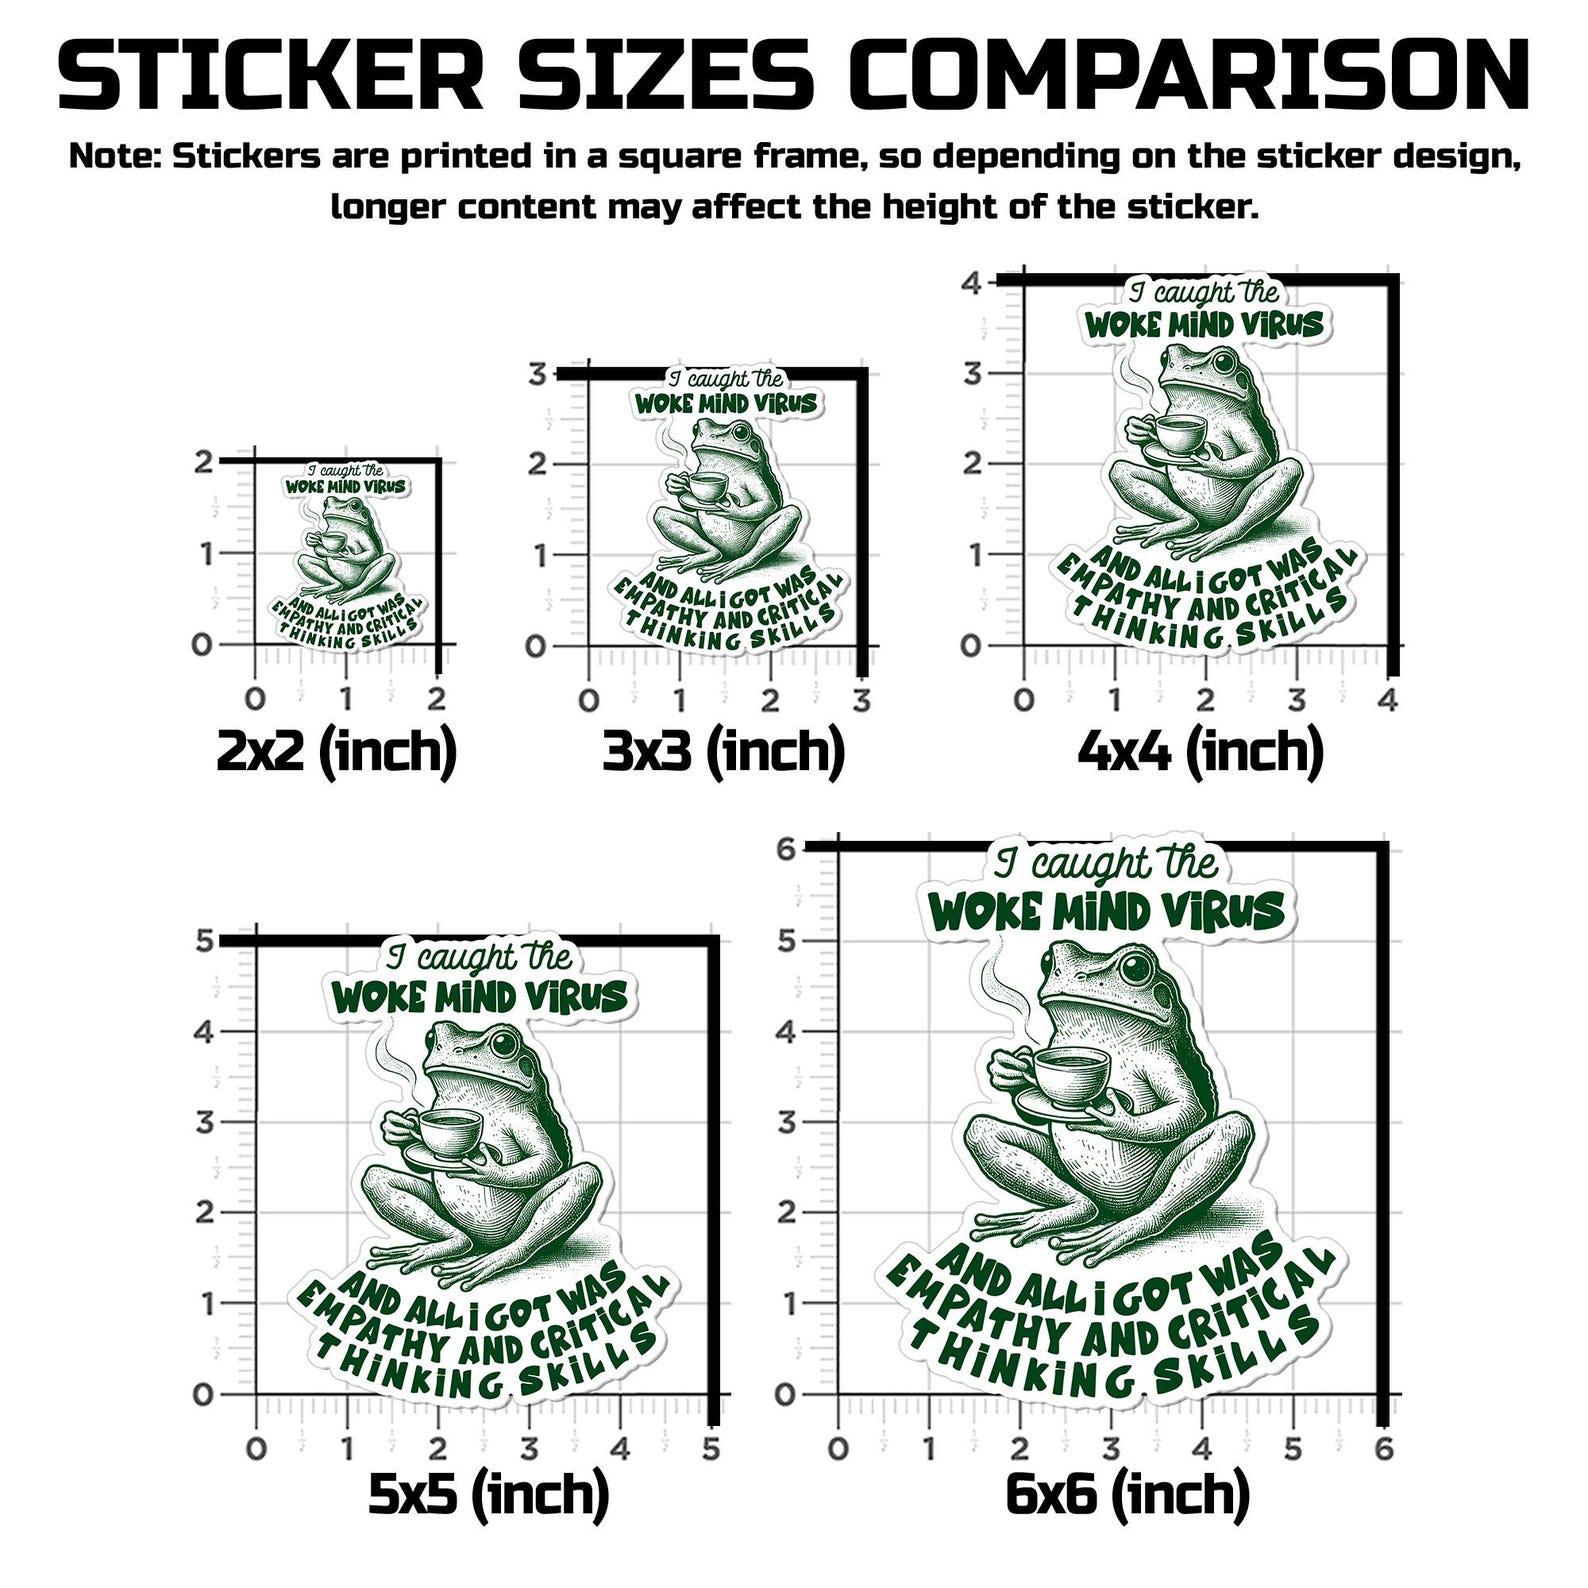 STICKER SIZES COMPARISON
Note: Stickers are printed in a square frame, so depending on the sticker design,
longer content may affect the height of the sticker.
2
1
0
I caught the
WOKE MiND ViRUS
AND ALL i GOT WAS
EMPATHY AND CRiTiCAL
THiNKiNG SKiLLS
0 1 2
2x2 (inch)
3
2
1
0
I caught the
WOKE MiND ViRUS
AND ALL i GOT WAS
EMPATHY AND CRiTiCAL
THiNKiNG SKiLLS
0 1 2 3
3x3 (inch)
4
3
2
1
0
I caught the
WOKE MiND ViRUS
AND ALL i GOT WAS
EMPATHY AND CRiTiCAL
THiNKiNG SKiLLS
0 1 2 3 4
4x4 (inch)
5
4
3
2
1
0
I caught the
WOKE MiND ViRUS
AND ALL i GOT WAS
EMPATHY AND CRiTiCAL
THiNKiNG SKiLLS
0 1 2 3 4 5
5x5 (inch)
6
5
4
3
2
1
0
I caught the
WOKE MiND ViRUS
AND ALL i GOT WAS
EMPATHY AND CRiTiCAL
THiNKiNG SKiLLS
0 1 2 3 4 5 6
6x6 (inch)